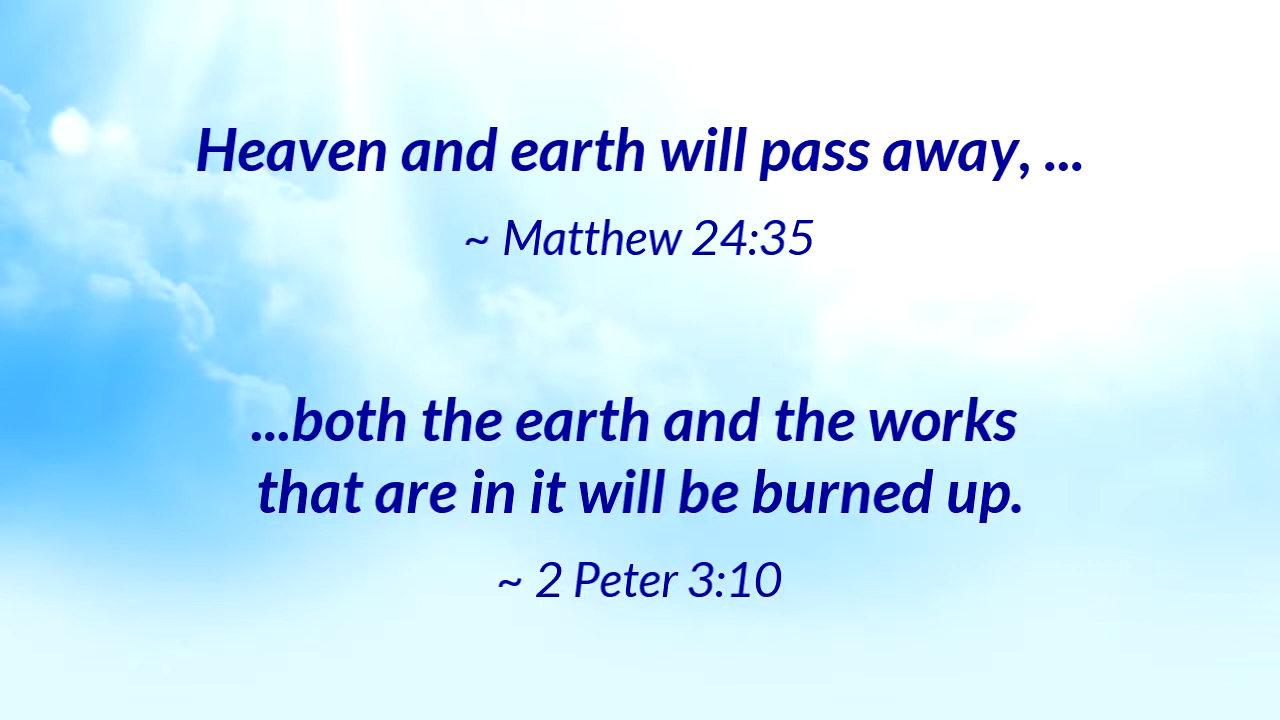 Heaven and earth will pass away, ...
~ Matthew 24:35
...both the earth and the works
that are in it will be burned up.
~ 2 Peter 3:10